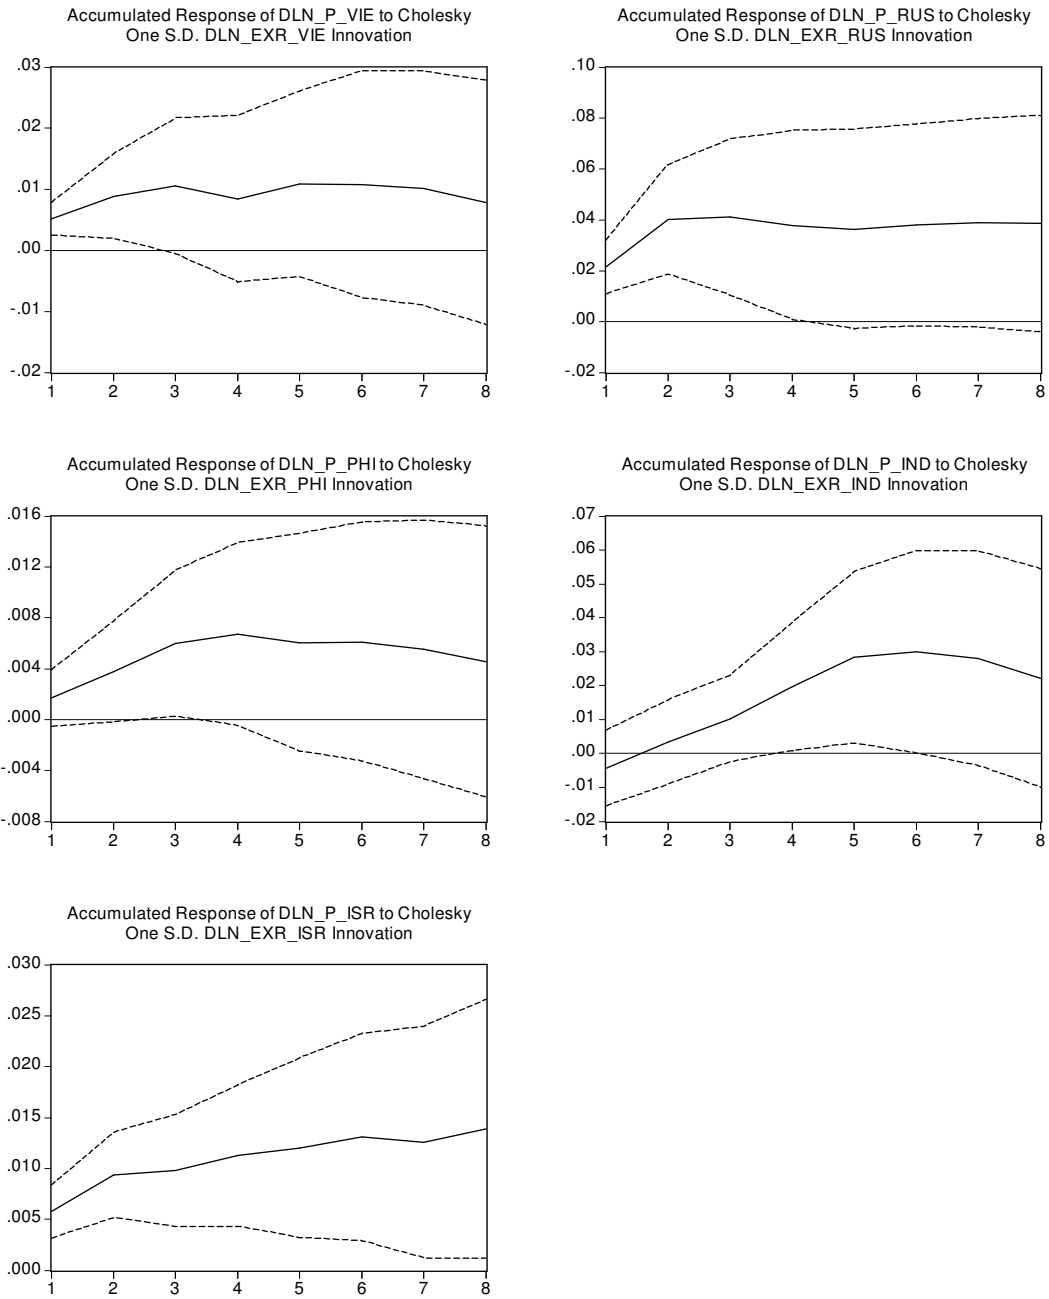 Accumulated Response of DLN_P_VIE to Cholesky
One S.D. DLN_EXR_VIE Innovation
.03
.02
.01
.00
-.01
-.02
1 2 3 4 5 6 7 8
Accumulated Response of DLN_P_RUS to Cholesky
One S.D. DLN_EXR_RUS Innovation
.10
.08
.06
.04
.02
.00
-.02
1 2 3 4 5 6 7 8
Accumulated Response of DLN_P_PHI to Cholesky
One S.D. DLN_EXR_PHI Innovation
.016
.012
.008
.004
.000
-.004
-.008
1 2 3 4 5 6 7 8
Accumulated Response of DLN_P_IND to Cholesky
One S.D. DLN_EXR_IND Innovation
.07
.06
.05
.04
.03
.02
.01
.00
-.01
-.02
1 2 3 4 5 6 7 8
Accumulated Response of DLN_P_ISR to Cholesky
One S.D. DLN_EXR_ISR Innovation
.030
.025
.020
.015
.010
.005
.000
1 2 3 4 5 6 7 8